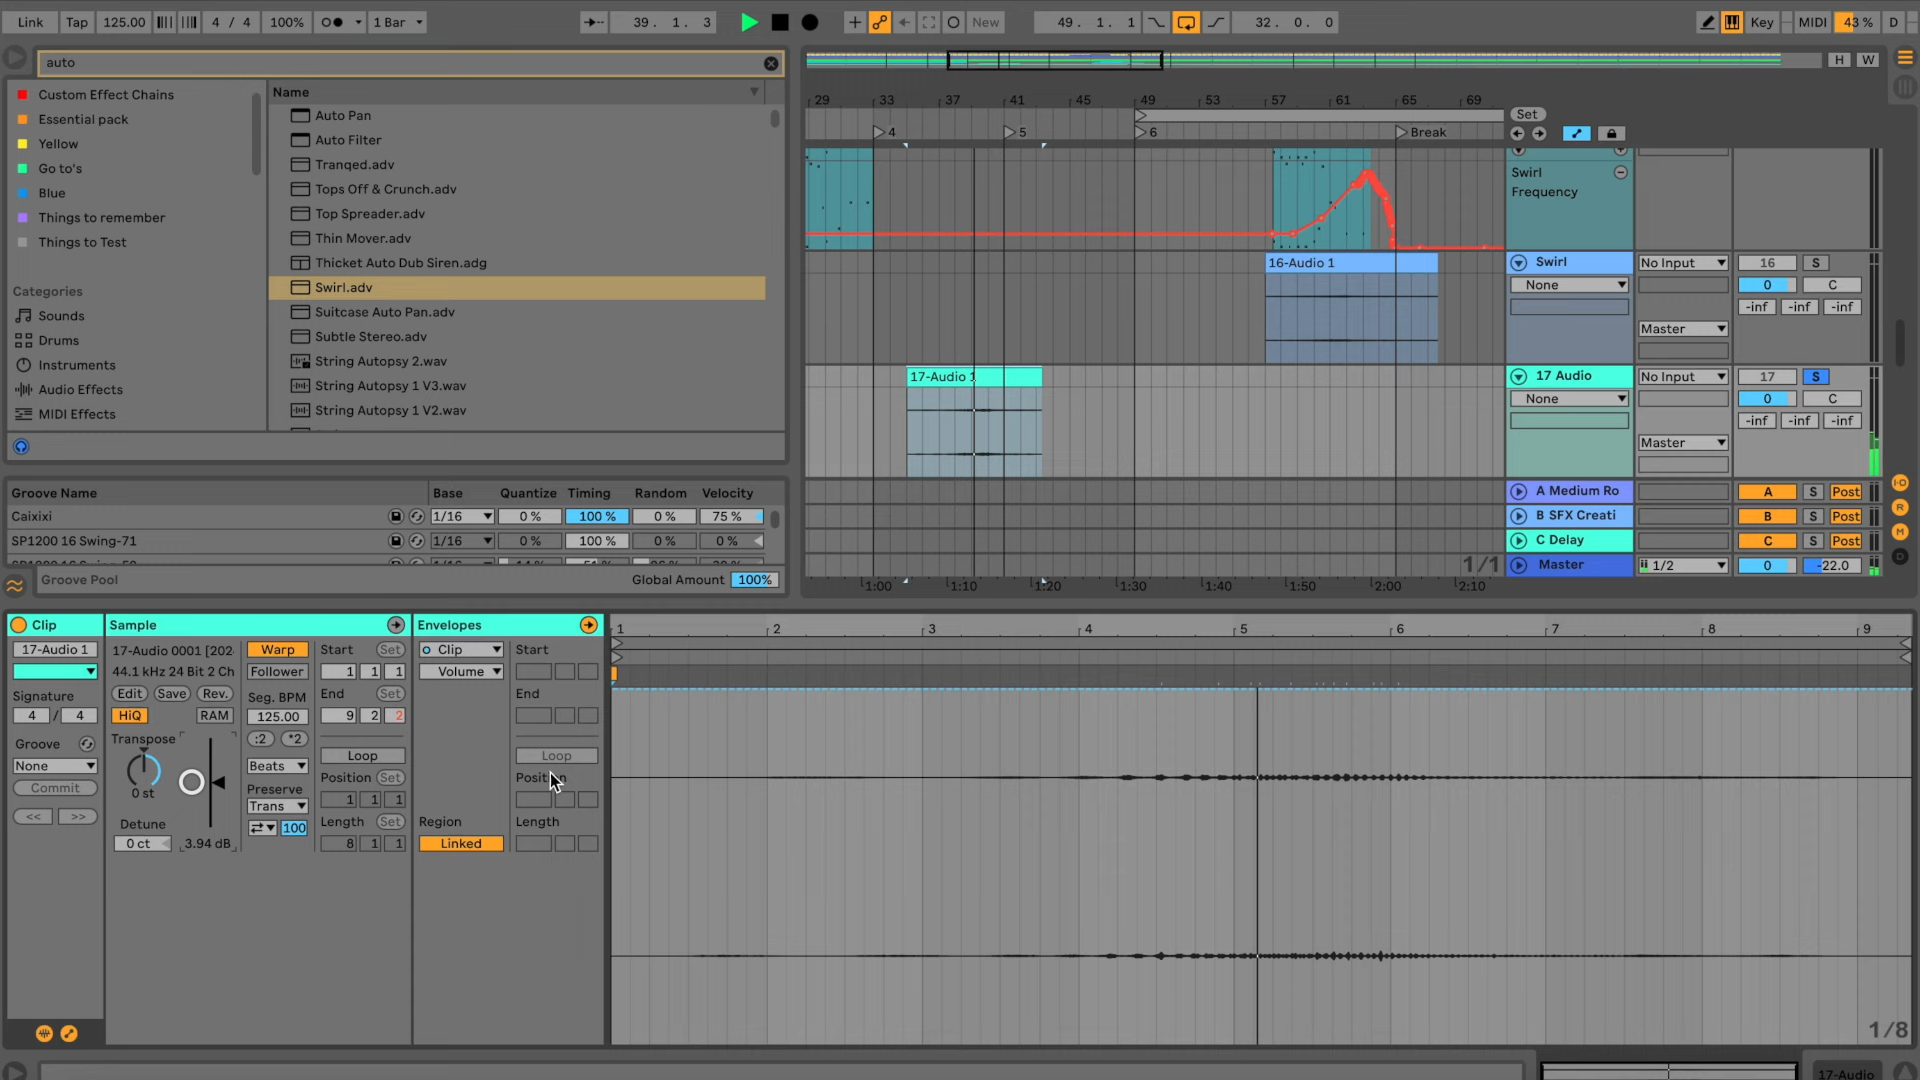 Link Tap 125.00 4 / 4 100% 1 Bar 39. 1. 3 New 49. 1. 1 32. 0. 0 Key MIDI 43 % D
auto
H W
Custom Effect Chains
Essential pack
Yellow
Go to's
Blue
Things to remember
Things to Test
Categories
Sounds
Drums
Instruments
Audio Effects
MIDI Effects
Name
Auto Pan
Auto Filter
Tranqed.adv
Tops Off & Crunch.adv
Top Spreader.adv
Thin Mover.adv
Thicket Auto Dub Siren.adg
Swirl.adv
Suitcase Auto Pan.adv
Subtle Stereo.adv
String Autopsy 2.wav
String Autopsy 1 V3.wav
String Autopsy 1 V2.wav
29 33 37 41 45 49 53 57 61 65 69
Set
4 5 6 Break
Swirl
Frequency
16-Audio 1
Swirl No Input 16 S
None 0 C
-inf -inf -inf
Master
17-Audio 1
17 Audio No Input 17 S
None 0 C
-inf -inf -inf
Master
A Medium Ro A S Post
B SFX Creati B S Post
C Delay C S Post
1/1 Master 1/2 0 -22.0
1:00 1:10 1:20 1:30 1:40 1:50 2:00 2:10
I-O
R
M
D
Groove Name Base Quantize Timing Random Velocity
Caixixi 1/16 0 % 100 % 0 % 75 %
SP1200 16 Swing-71 1/16 0 % 100 % 0 % 0 %
Groove Pool Global Amount 100%
Clip
17-Audio 1
Signature
4 / 4
Groove
None
Commit
<< >>
Sample
17-Audio 0001 [202
44.1 kHz 24 Bit 2 Ch
Edit Save Rev.
HiQ RAM
Transpose
0 st
Detune
0 ct 3.94 dB
Warp
Follower
Seg. BPM
125.00
:2 *2
Beats
Preserve
Trans
100
Start Set
1 1 1
End Set
9 2 2
Loop
Position Set
1 1 1
Length Set
8 1 1
Envelopes
Clip
Volume
Region
Linked
Start
End
Loop
Position
Length
1 2 3 4 5 6 7 8 9
1/8
17-Audio